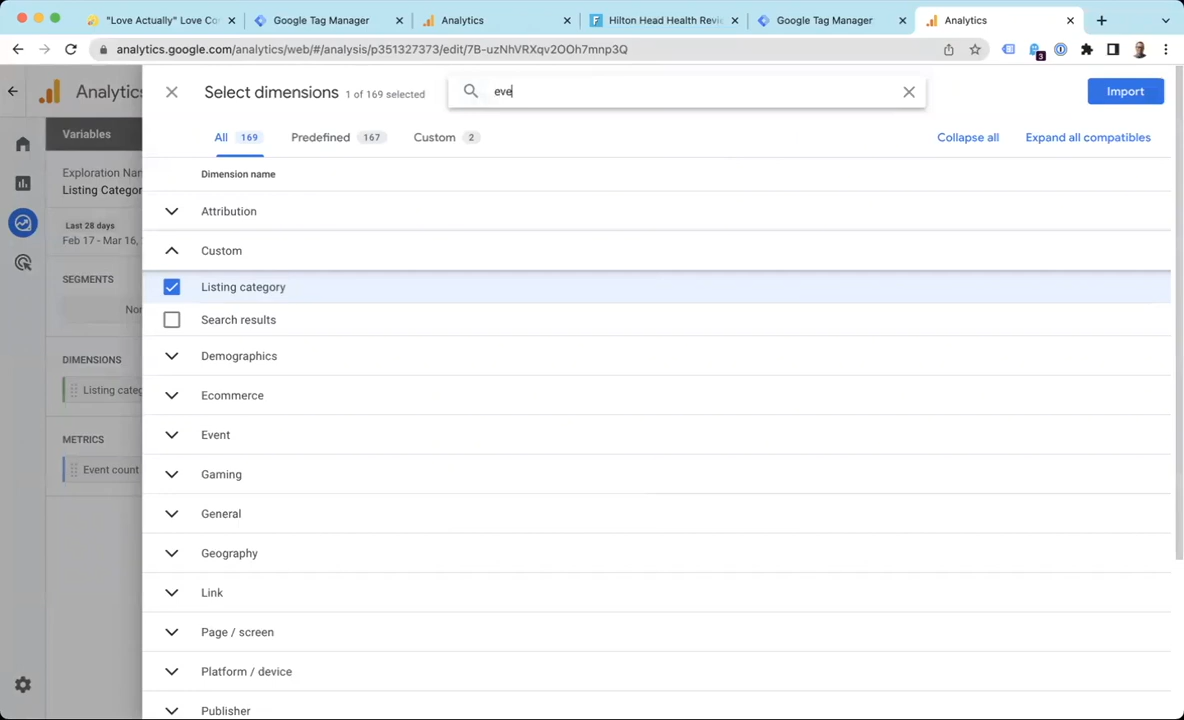 "Love Actually" Love Co
Google Tag Manager
Analytics
Hilton Head Health Revi
Google Tag Manager
Analytics
analytics.google.com/analytics/web/#/analysis/p351327373/edit/7B-uzNhVRXqv2OOh7mnp3Q
3
Analytics
Select dimensions
1 of 169 selected
eve
Import
Variables
All 169
Predefined 167
Custom 2
Collapse all
Expand all compatibles
Exploration Nar
Listing Categor
Dimension name
Last 28 days
Feb 17 - Mar 16,
Attribution
Custom
SEGMENTS
Listing category
Nor
Search results
DIMENSIONS
Demographics
Listing categ
Ecommerce
METRICS
Event
Event count
Gaming
General
Geography
Link
Page / screen
Platform / device
Publisher